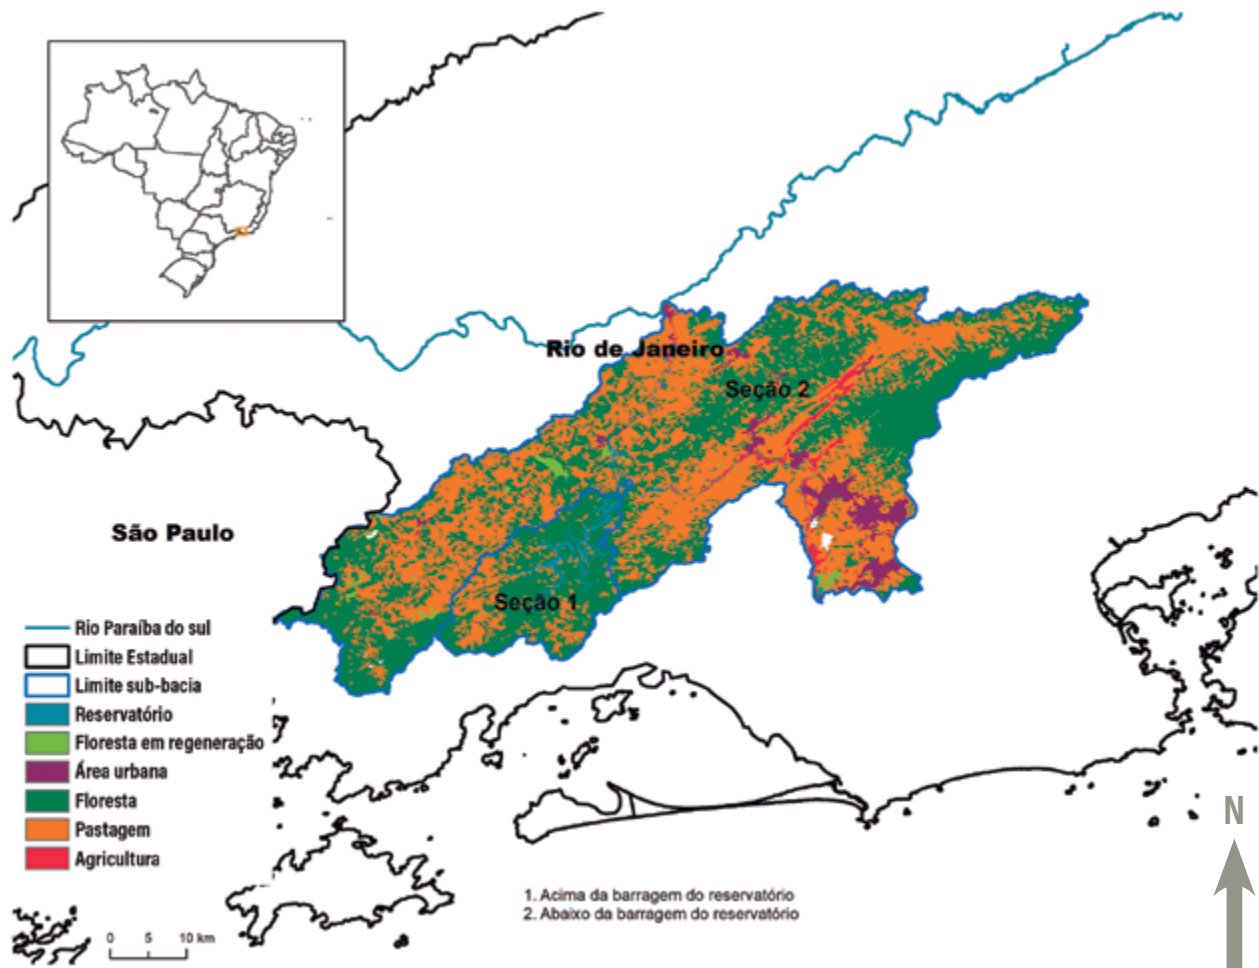 Rio de Janeiro
Seção 2
São Paulo
Seção 1
Rio Paraíba do sul
Limite Estadual
Limite sub-bacia
Reservatório
Floresta em regeneração
Área urbana
Floresta
Pastagem
Agricultura
N
1. Acima da barragem do reservatório
2. Abaixo da barragem do reservatório
0 5 10 km